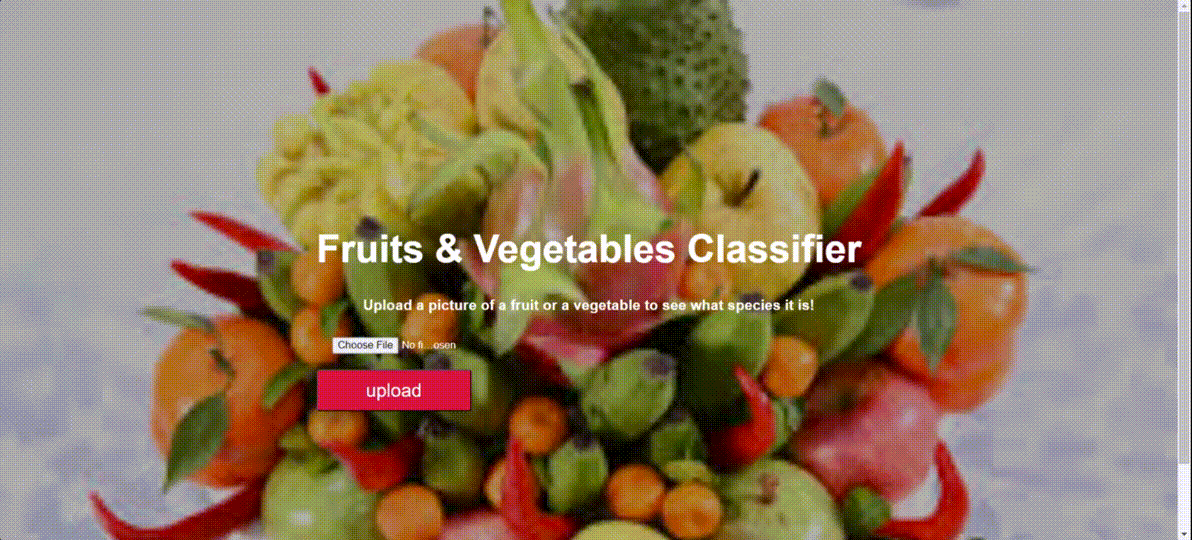 Fruits & Vegetables Classifier
Upload a picture of a fruit or a vegetable to see what species it is!
Choose File No fi...osen
upload